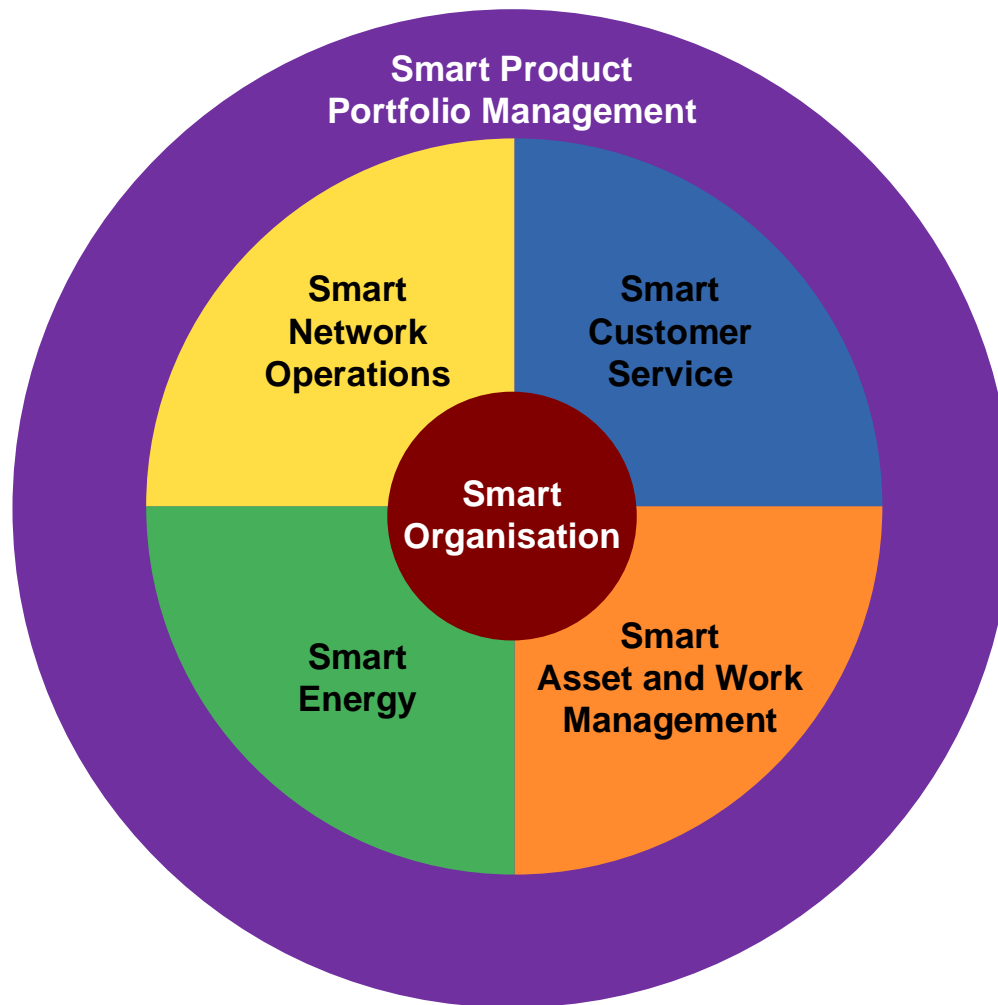 Smart Product
Portfolio Management
Smart
Network
Operations
Smart
Customer
Service
Smart
Organisation
Smart
Energy
Smart
Asset and Work
Management